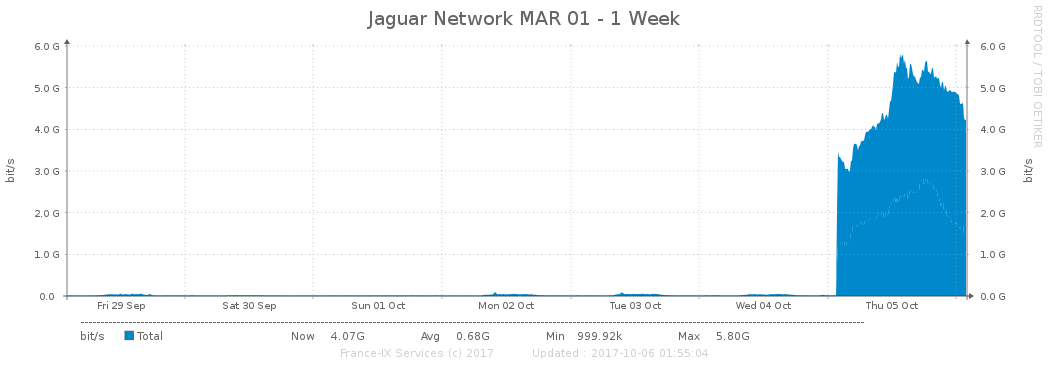 Jaguar Network MAR 01 - 1 Week
RRDTOOL / TOBI OETIKER
6.0 G 6.0 G
5.0 G 5.0 G
4.0 G 4.0 G
3.0 G 3.0 G
2.0 G 2.0 G
1.0 G 1.0 G
0.0 0.0 G
bit/s bit/s
Fri 29 Sep Sat 30 Sep Sun 01 Oct Mon 02 Oct Tue 03 Oct Wed 04 Oct Thu 05 Oct
bit/s Total Now 4.07G Avg 0.68G Min 999.92k Max 5.80G
France-IX Services (c) 2017 Updated : 2017-10-06 01:55:04